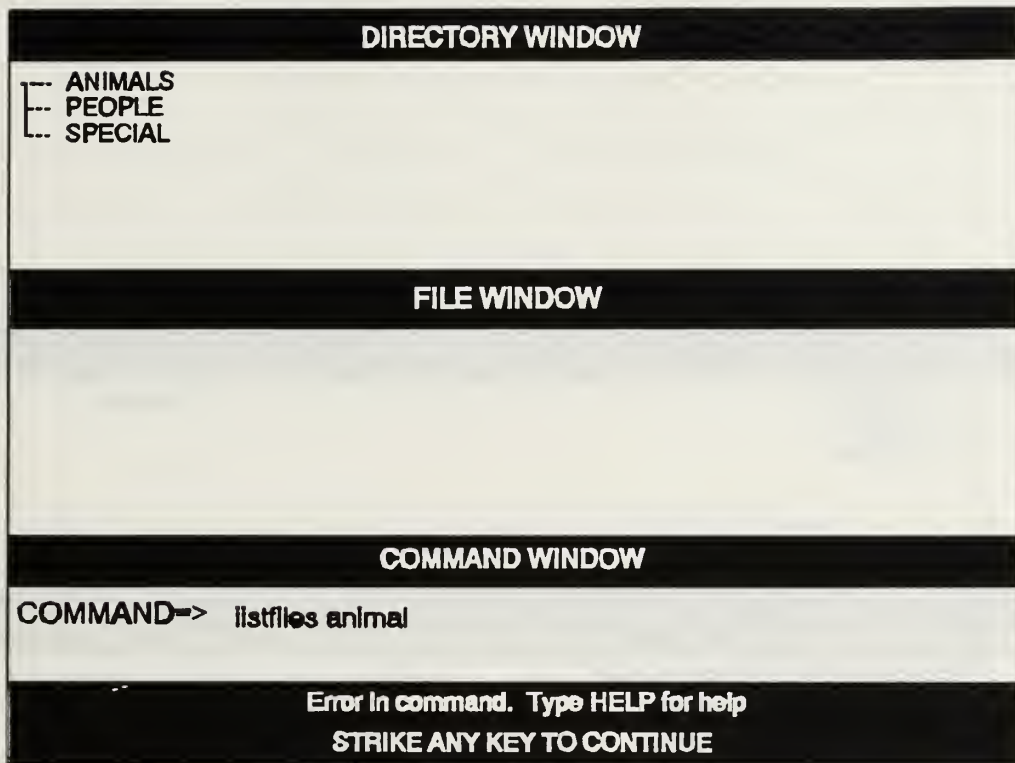 DIRECTORY WINDOW
ANIMALS
PEOPLE
SPECIAL
FILE WINDOW
COMMAND WINDOW
COMMAND=> listfiles animal
Error in command. Type HELP for help
STRIKE ANY KEY TO CONTINUE